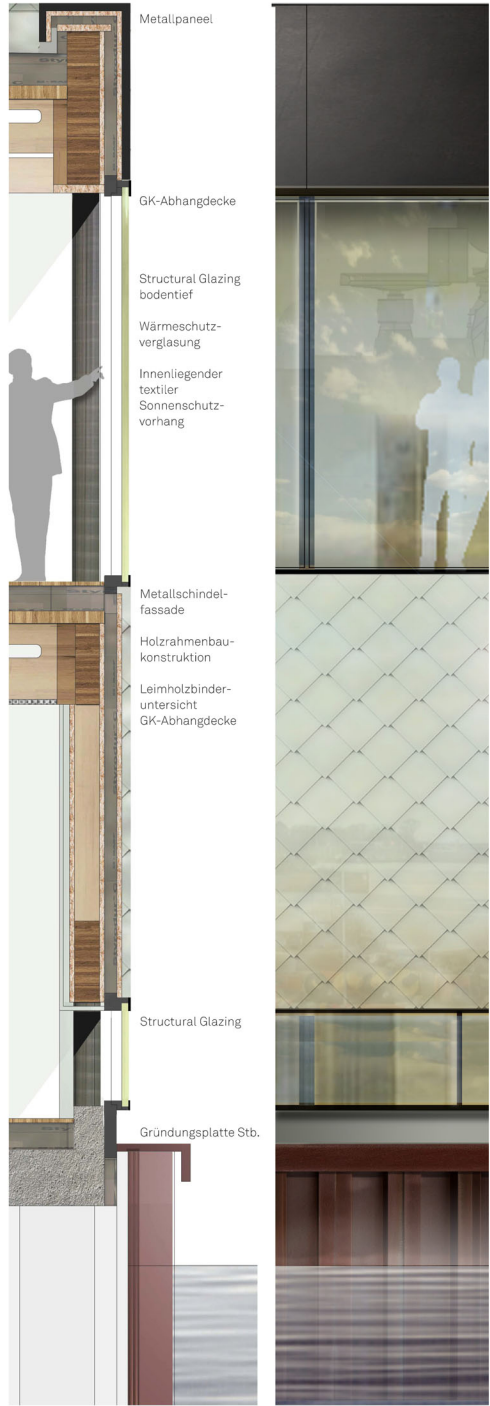 Metallpaneel
GK-Abhangdecke
Structural Glazing
bodentief
Wärmeschutz-
verglasung
Innenliegender
textiler
Sonnenschutz-
vorhang
Metallschindel-
fassade
Holzrahmenbau-
konstruktion
Leimholzbinder-
untersicht
GK-Abhangdecke
Structural Glazing
Gründungsplatte Stb.